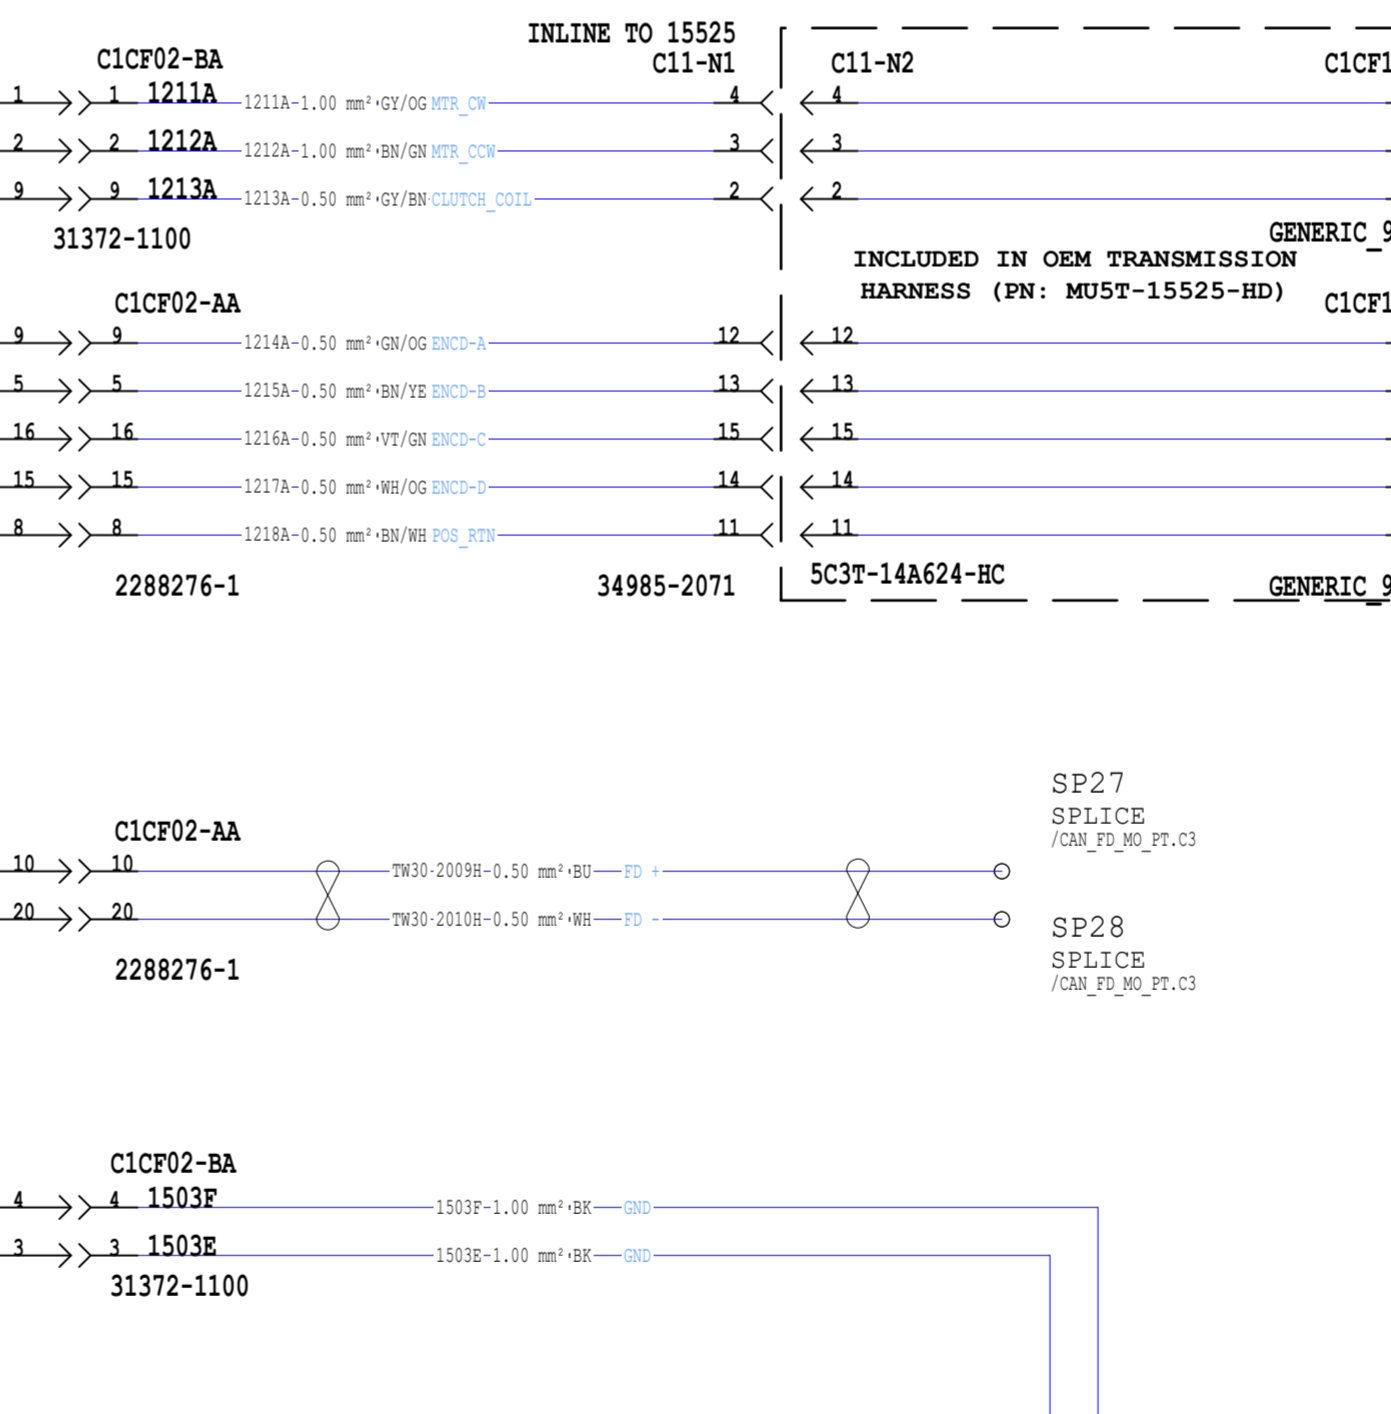 INLINE TO 15525
C1CF02-BA C11-N1 C11-N2 C1CF1
1 1 1211A 1211A-1.00 mm² GY/OG MTR_CW 4 4
2 2 1212A 1212A-1.00 mm² BN/GN MTR_CCW 3 3
9 9 1213A 1213A-0.50 mm² GY/BN CLUTCH_COIL 2 2
31372-1100 GENERIC_9
INCLUDED IN OEM TRANSMISSION
HARNESS (PN: MU5T-15525-HD)
C1CF02-AA C1CF1
9 9 1214A-0.50 mm² GN/OG ENCD-A 12 12
5 5 1215A-0.50 mm² BN/YE ENCD-B 13 13
16 16 1216A-0.50 mm² VT/GN ENCD-C 15 15
15 15 1217A-0.50 mm² WH/OG ENCD-D 14 14
8 8 1218A-0.50 mm² BN/WH POS_RTN 11 11
2288276-1 34985-2071 5C3T-14A624-HC GENERIC_9
SP27
SPLICE
/CAN_FD_MO_PT.C3
C1CF02-AA
10 10 TW30-2009H-0.50 mm² BU FD +
20 20 TW30-2010H-0.50 mm² WH FD -
SP28
SPLICE
/CAN_FD_MO_PT.C3
2288276-1
C1CF02-BA
4 4 1503F 1503F-1.00 mm² BK GND
3 3 1503E 1503E-1.00 mm² BK GND
31372-1100